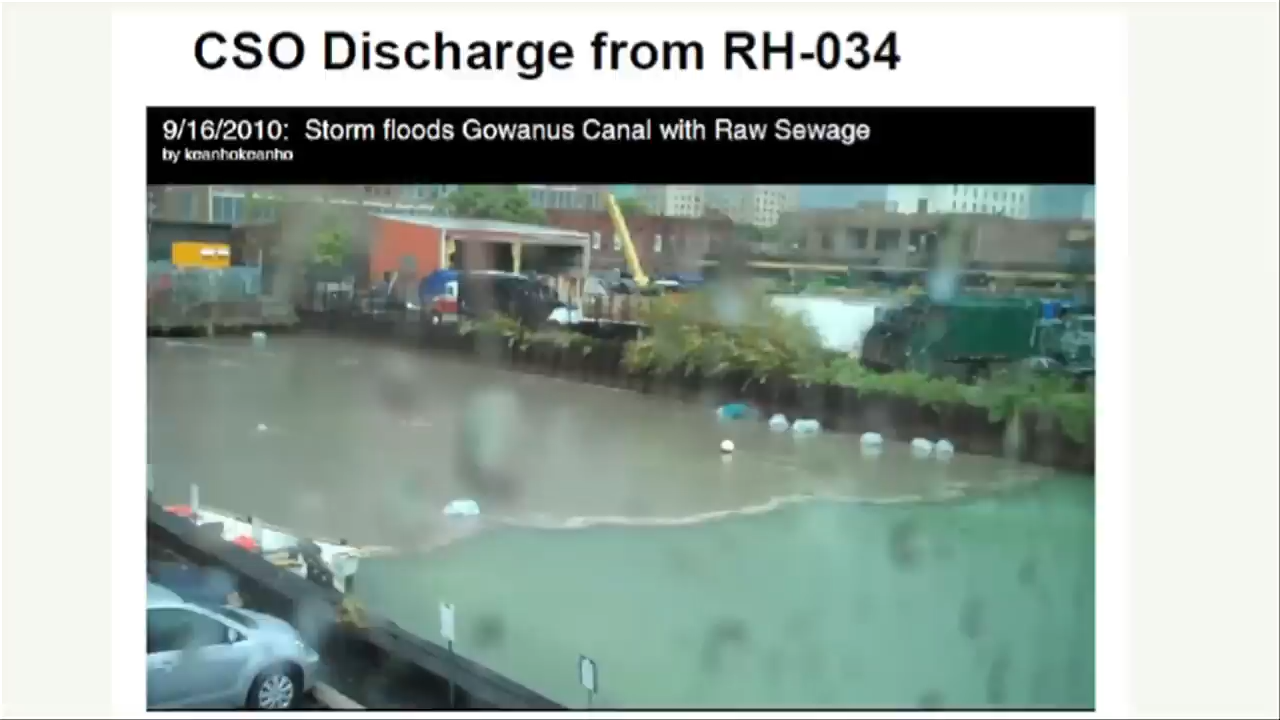 CSO Discharge from RH-034
9/16/2010: Storm floods Gowanus Canal with Raw Sewage
by keanhokeanho